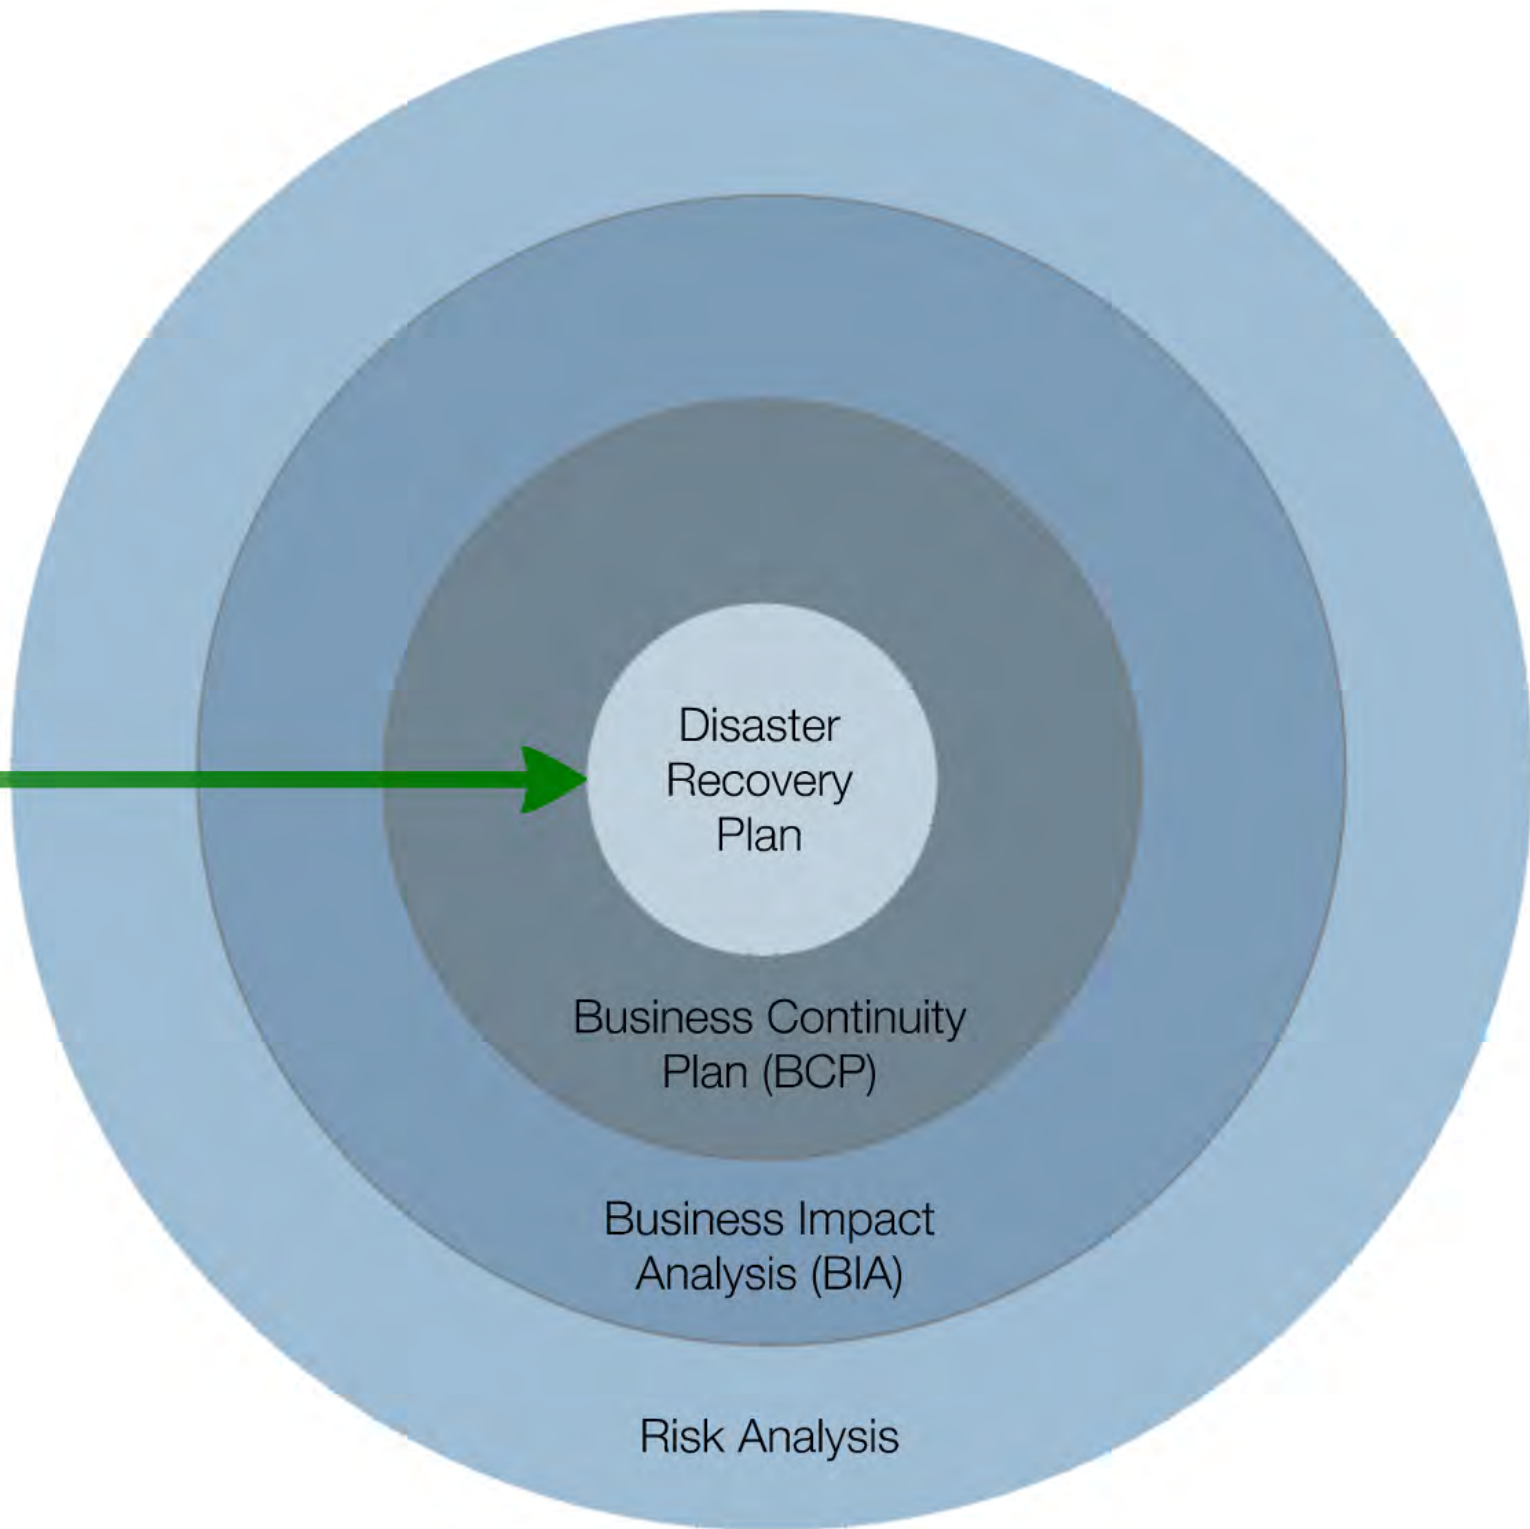 Disaster
Recovery
Plan
Business Continuity
Plan (BCP)
Business Impact
Analysis (BIA)
Risk Analysis